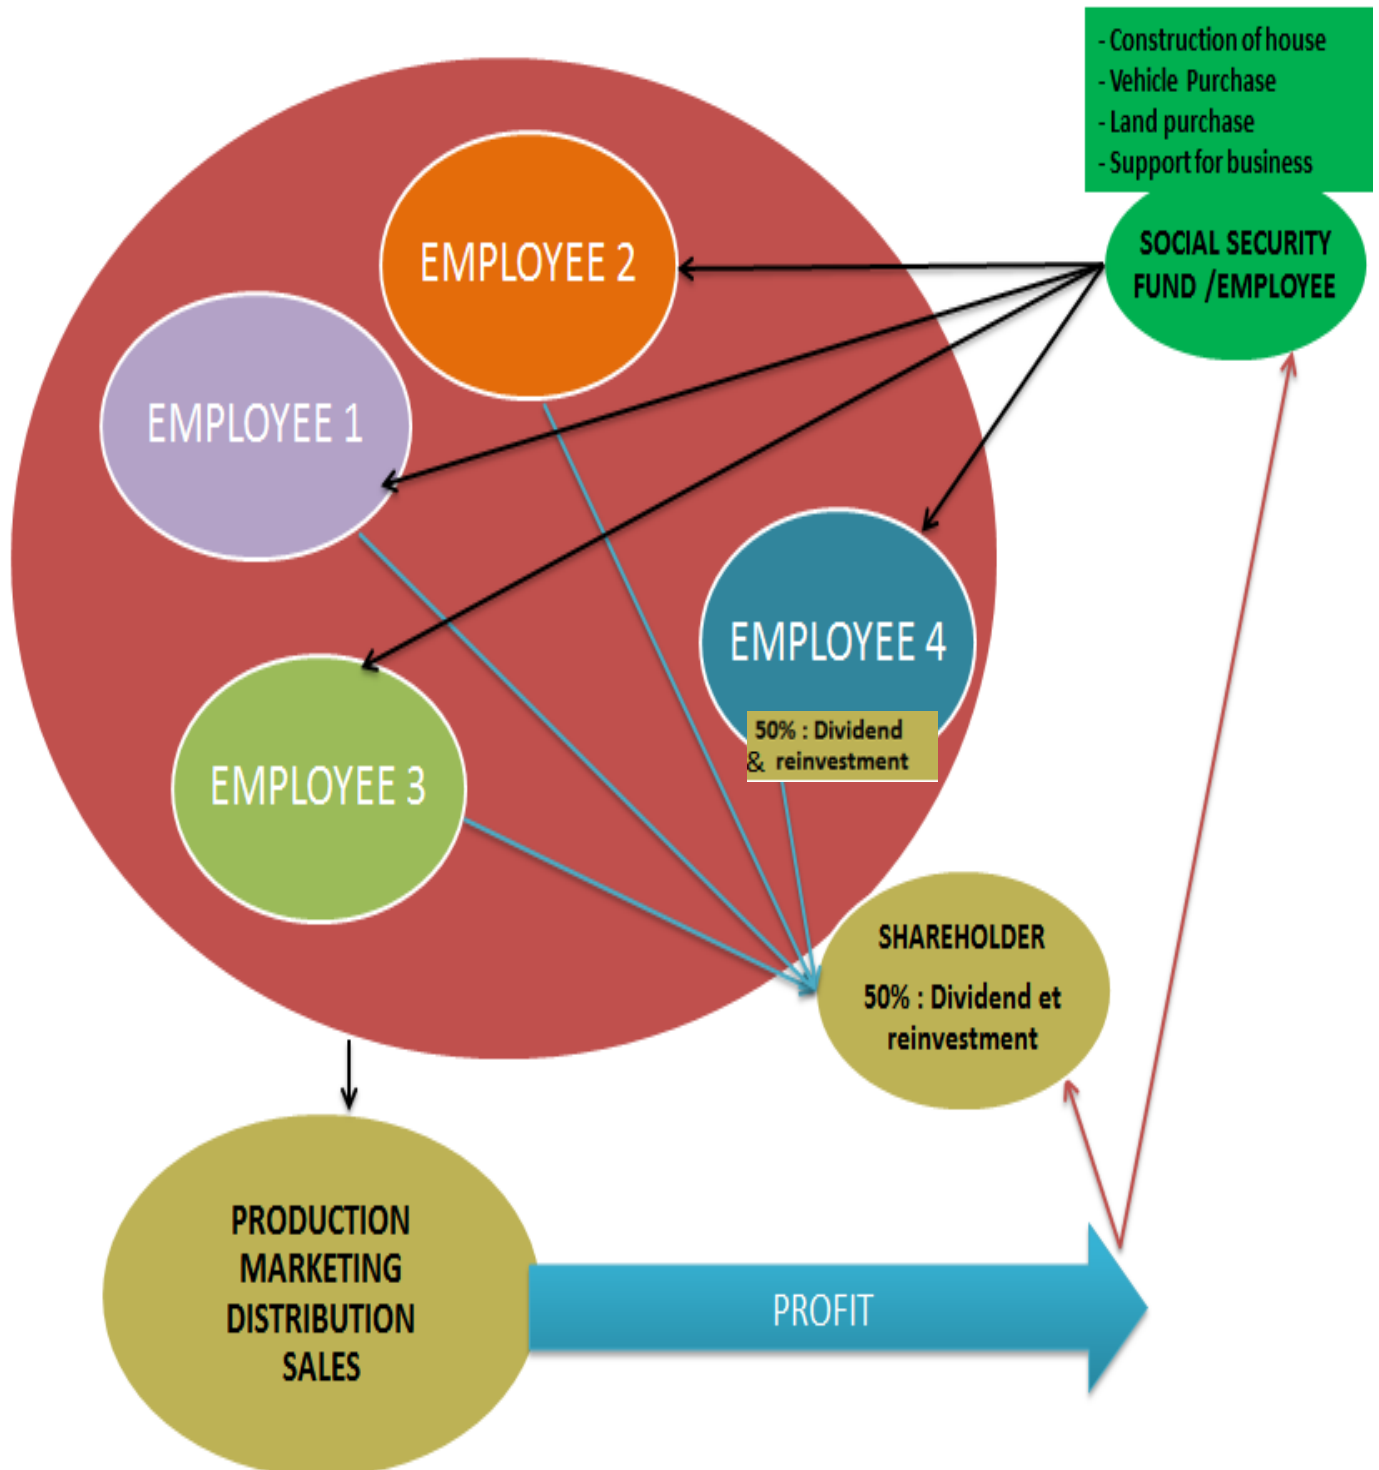 - Construction of house
- Vehicle Purchase
- Land purchase
- Support for business
SOCIAL SECURITY
FUND /EMPLOYEE
EMPLOYEE 2
EMPLOYEE 1
EMPLOYEE 4
50% : Dividend
& reinvestment
EMPLOYEE 3
SHAREHOLDER
50% : Dividend et
reinvestment
PRODUCTION
MARKETING
DISTRIBUTION
SALES
PROFIT